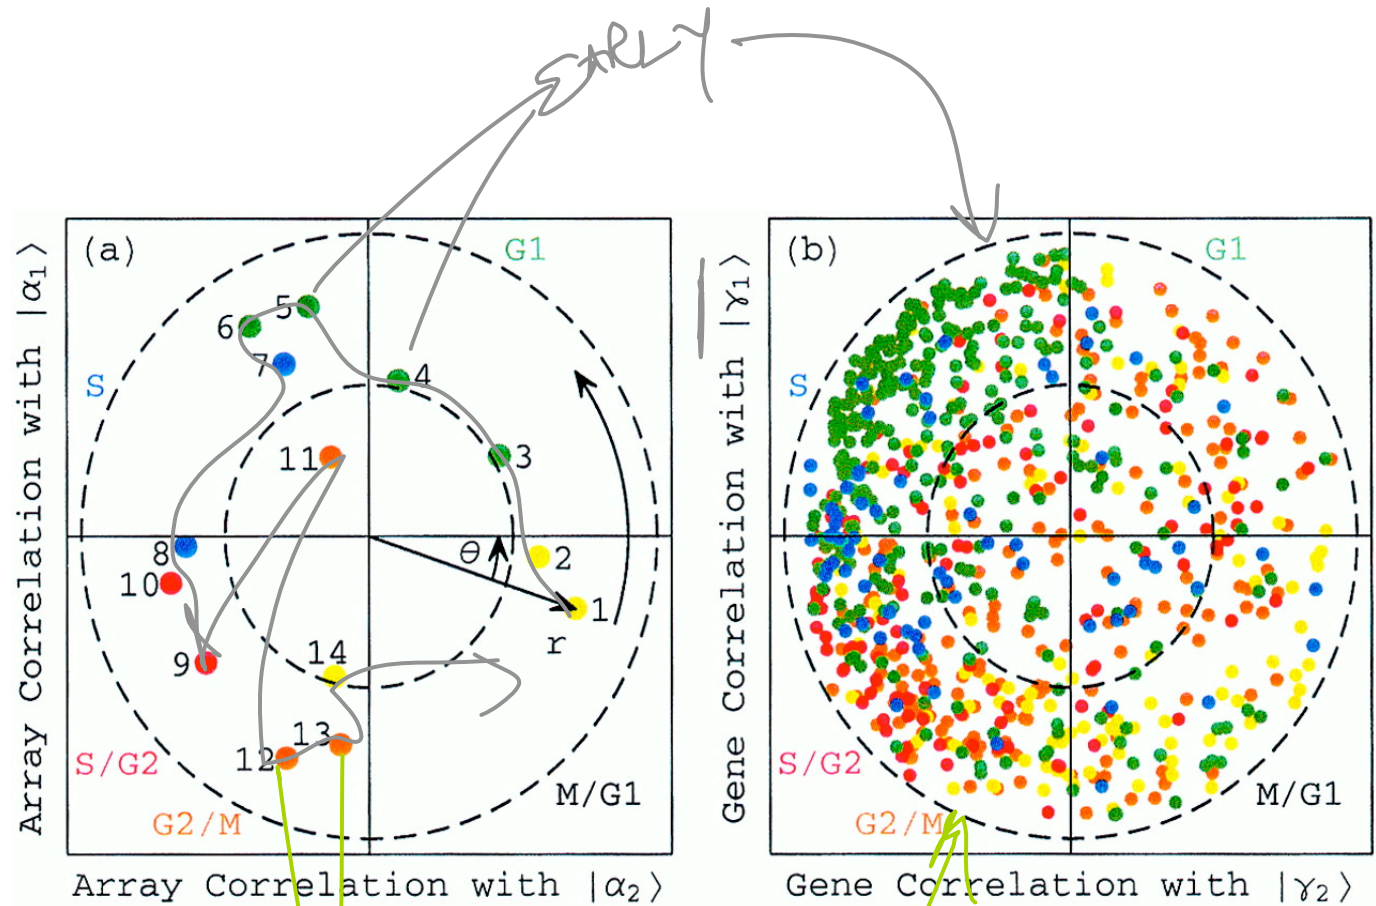 EARLY
(a)
G1
S
S/G2
G2/M
M/G1
5
6
7
4
11
3
8
10
9
2
1
θ
r
14
13
12
Array Correlation with |α₁⟩
Array Correlation with |α₂⟩
(b)
G1
S
S/G2
G2/M
M/G1
Gene Correlation with |γ₁⟩
Gene Correlation with |γ₂⟩